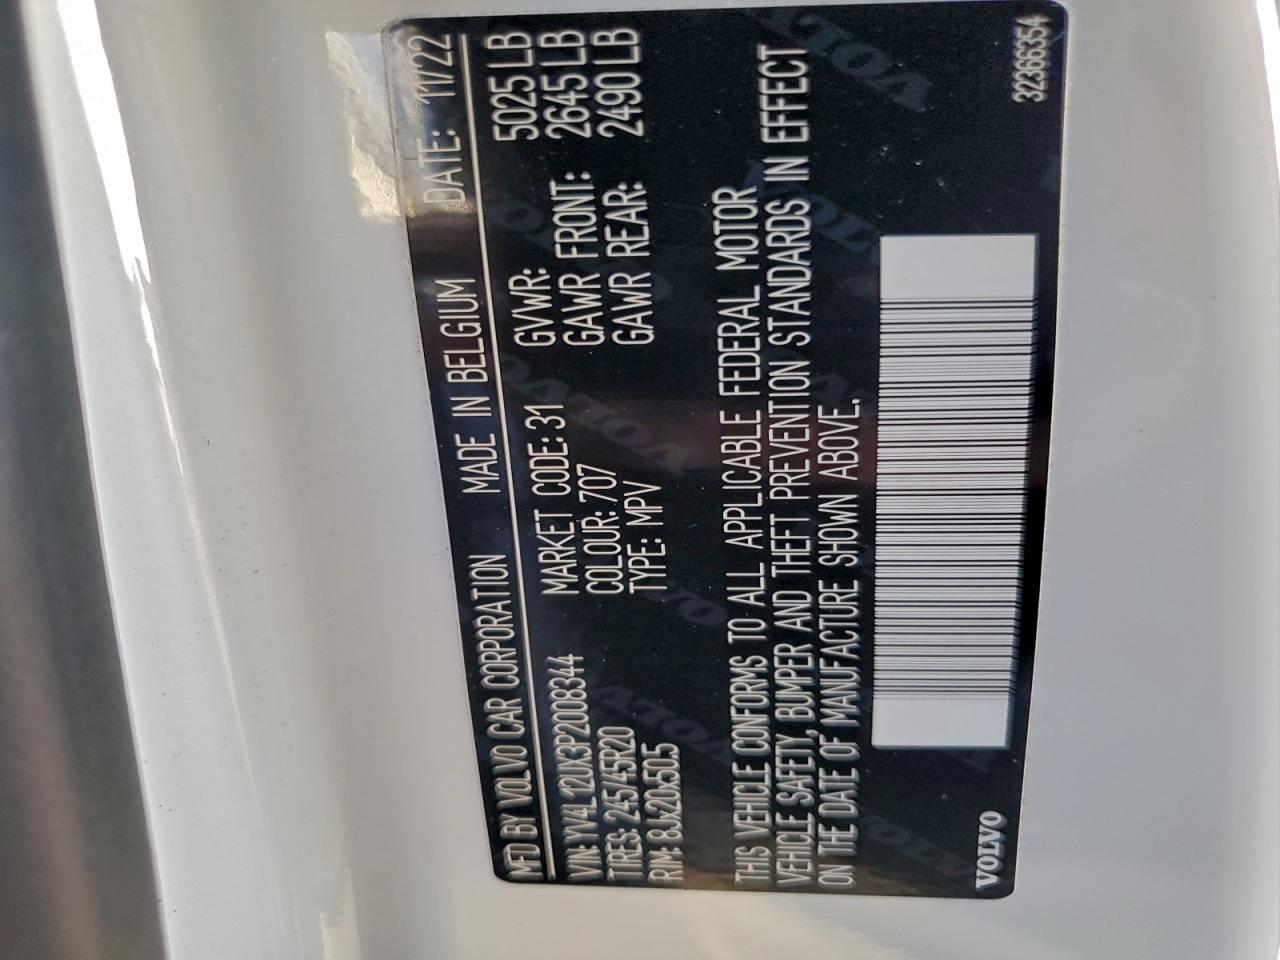 MFD BY VOLVO CAR CORPORATION MADE IN BELGIUM DATE: 11/22
VIN: YV4L12UX3P2008344 MARKET CODE: 31 GVWR: 5025 LB
TIRES: 245/45R20 COLOUR: 707 GAWR FRONT: 2645 LB
RIM: 8Jx20x50.5 TYPE: MPV GAWR REAR: 2490 LB
THIS VEHICLE CONFORMS TO ALL APPLICABLE FEDERAL MOTOR
VEHICLE SAFETY, BUMPER AND THEFT PREVENTION STANDARDS IN EFFECT
ON THE DATE OF MANUFACTURE SHOWN ABOVE.
VOLVO 32366354